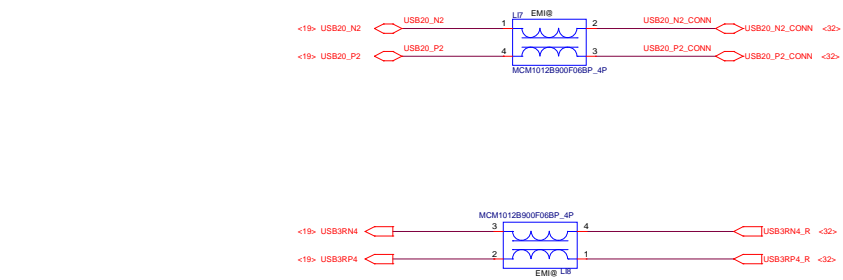 LI7 EMI@
<19> USB20_N2 USB20_N2 1 2 USB20_N2_CONN USB20_N2_CONN <32>
<19> USB20_P2 USB20_P2 4 3 USB20_P2_CONN USB20_P2_CONN <32>
MCM1012B900F06BP_4P
MCM1012B900F06BP_4P
<19> USB3RN4 3 4 USB3RN4_R <32>
<19> USB3RP4 2 1 USB3RP4_R <32>
EMI@ LI8